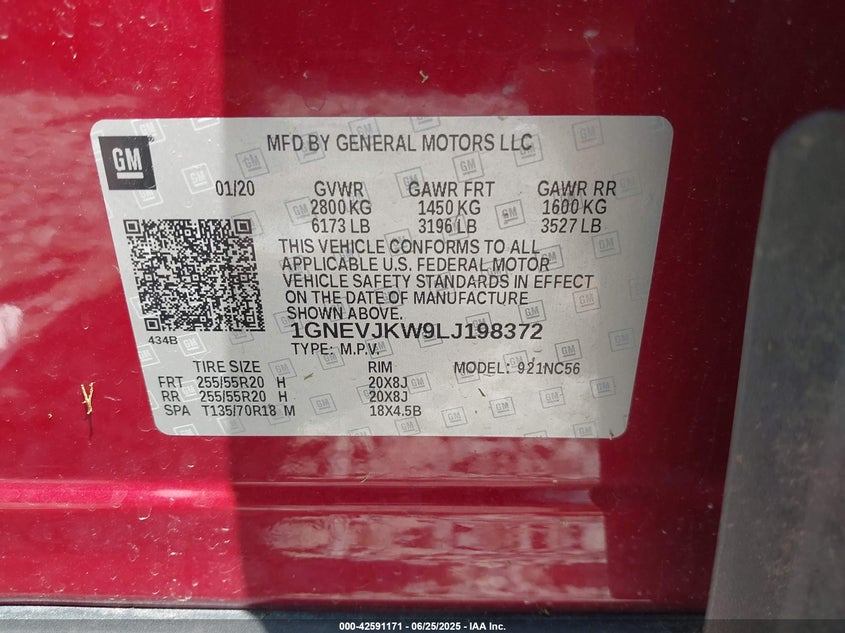 GM
MFD BY GENERAL MOTORS LLC
01/20 GVWR GAWR FRT GAWR RR
2800 KG 1450 KG 1600 KG
6173 LB 3196 LB 3527 LB
THIS VEHICLE CONFORMS TO ALL
APPLICABLE U.S. FEDERAL MOTOR
VEHICLE SAFETY STANDARDS IN EFFECT
ON THE DATE OF MANUFACTURE
SHOWN ABOVE.
434B 1GNEVJKW9LJ198372
TYPE: M.P.V.
TIRE SIZE RIM MODEL: 921NC56
FRT 255/55R20 H 20X8J
RR 255/55R20 H 20X8J
SPA T135/70R18 M 18X4.5B
000-42591171 - 06/25/2025 - IAA Inc.